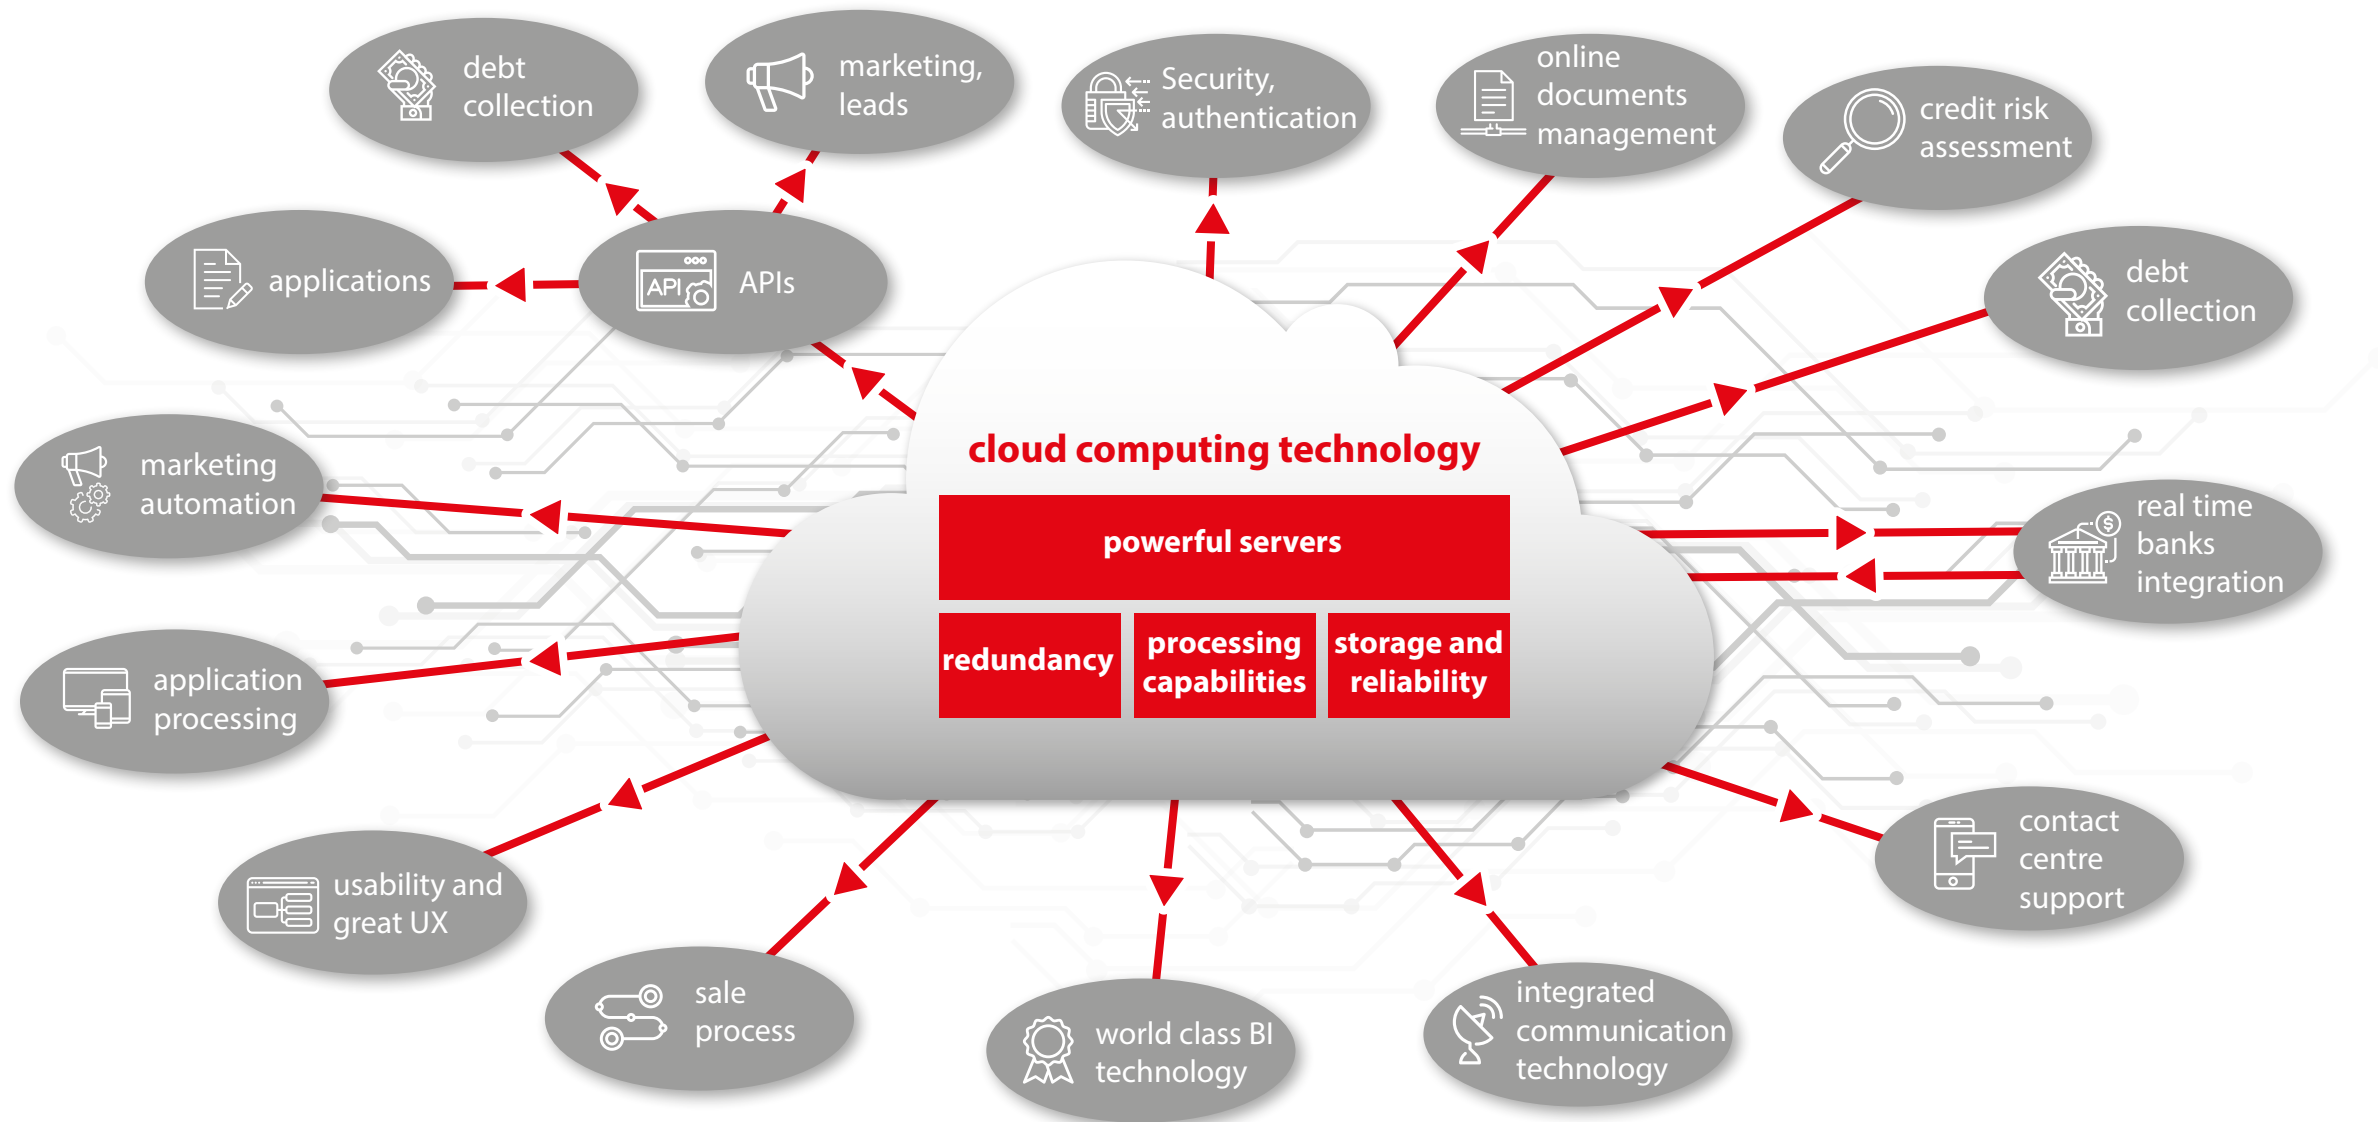 debt
collection
marketing,
leads
Security,
authentication
online
documents
management
credit risk
assessment
applications
API
APIs
debt
collection
$
cloud computing technology
marketing
automation
powerful servers
real time
banks
integration
redundancy
processing
capabilities
storage and
reliability
application
processing
contact
centre
support
usability and
great UX
sale
process
world class BI
technology
integrated
communication
technology